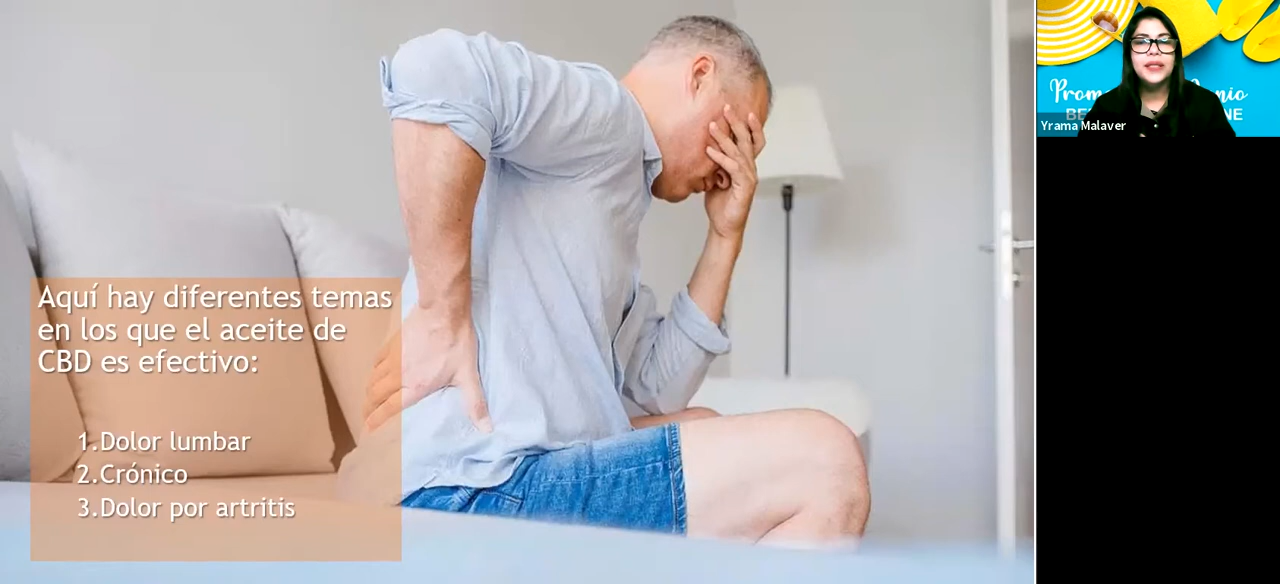 Aquí hay diferentes temas
en los que el aceite de
CBD es efectivo:
1.Dolor lumbar
2.Crónico
3.Dolor por artritis
Yrama Malaver